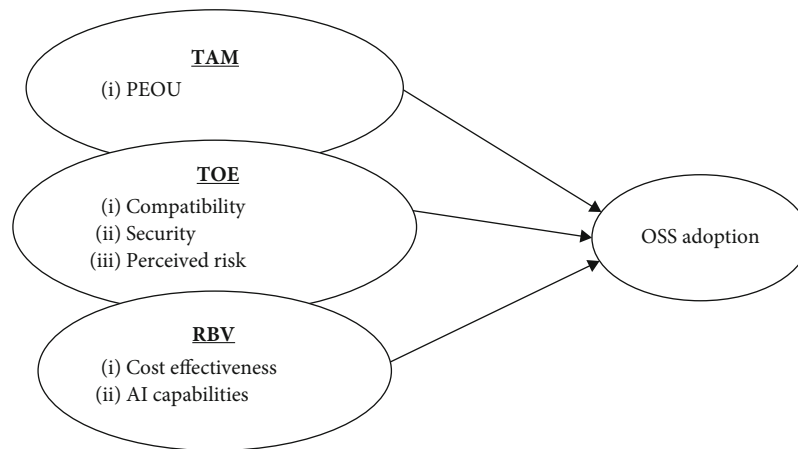 TAM
(i) PEOU
TOE
(i) Compatibility
(ii) Security
(iii) Perceived risk
OSS adoption
RBV
(i) Cost effectiveness
(ii) AI capabilities